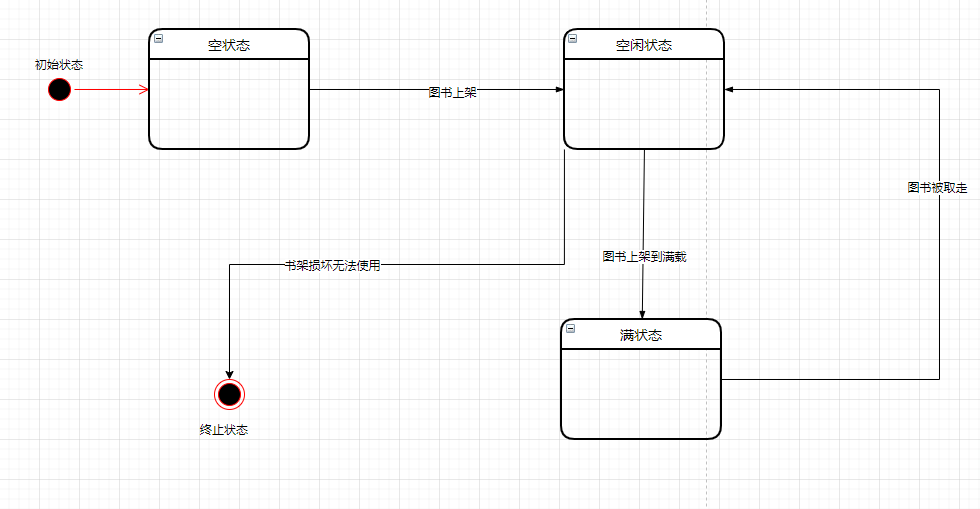 空状态
空闲状态
初始状态
图书上架
图书被取走
图书上架到满载
书架损坏无法使用
满状态
终止状态